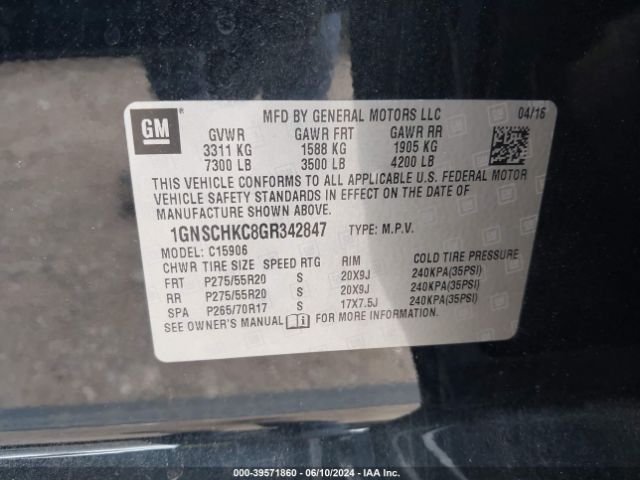 GM ® MFD BY GENERAL MOTORS LLC 04/16
GVWR GAWR FRT GAWR RR
3311 KG 1588 KG 1905 KG
7300 LB 3500 LB 4200 LB
THIS VEHICLE CONFORMS TO ALL APPLICABLE U.S. FEDERAL MOTOR
VEHICLE SAFETY STANDARDS IN EFFECT ON THE DATE OF
MANUFACTURE SHOWN ABOVE.
1GNSCHKC8GR342847 TYPE: M.P.V.
MODEL: C15906
CHWR TIRE SIZE SPEED RTG RIM COLD TIRE PRESSURE
FRT P275/55R20 S 20X9J 240KPA(35PSI)
RR P275/55R20 S 20X9J 240KPA(35PSI)
SPA P265/70R17 S 17X7.5J 240KPA(35PSI)
SEE OWNER'S MANUAL FOR MORE INFORMATION.
000-39571860 - 06/10/2024 - IAA Inc.